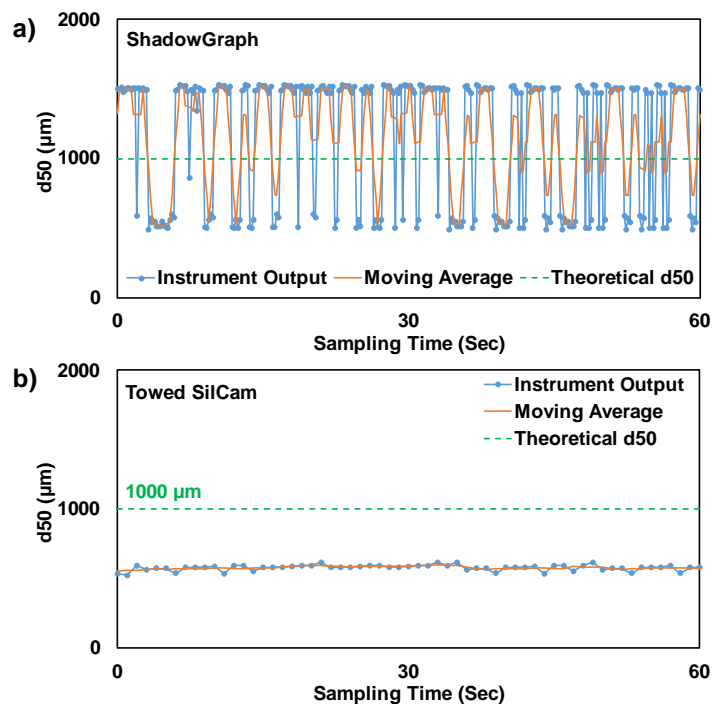 a)
2000
ShadowGraph
d50 (µm)
1000
Instrument Output
Moving Average
Theoretical d50
0
0
30
60
Sampling Time (Sec)
b)
2000
Towed SilCam
Instrument Output
Moving Average
Theoretical d50
1000 µm
d50 (µm)
1000
0
0
30
60
Sampling Time (Sec)